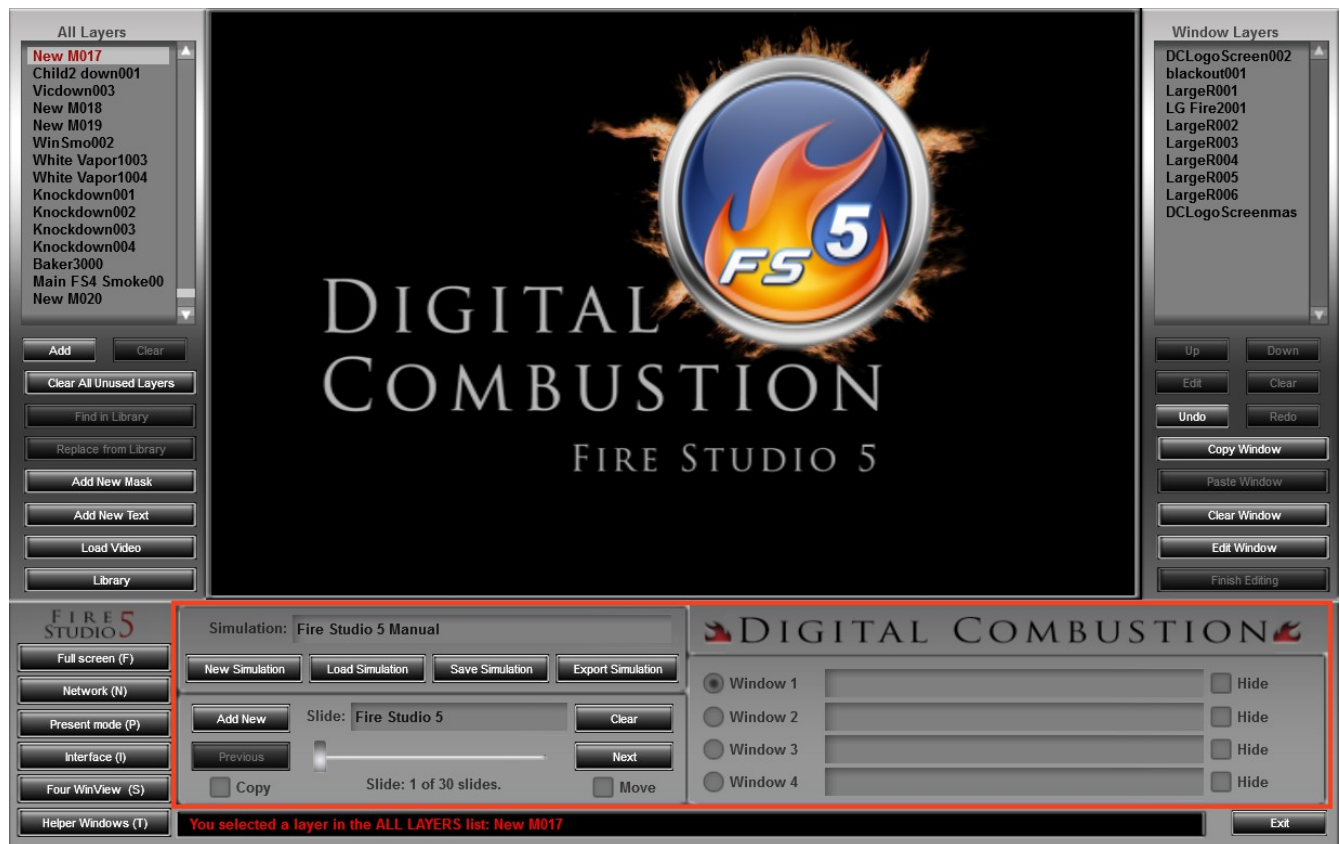 All Layers
New M017
Child2 down001
Vicdown003
New M018
New M019
WinSmo002
White Vapor1003
White Vapor1004
Knockdown001
Knockdown002
Knockdown003
Knockdown004
Baker3000
Main FS4 Smoke00
New M020
Add Clear
Clear All Unused Layers
Find in Library
Replace from Library
Add New Mask
Add New Text
Load Video
Library
FS 5
DIGITAL
COMBUSTION
FIRE STUDIO 5
Window Layers
DCLogoScreen002
blackout001
LargeR001
LG Fire2001
LargeR002
LargeR003
LargeR004
LargeR005
LargeR006
DCLogoScreenmas
Up Down
Edit Clear
Undo Redo
Copy Window
Paste Window
Clear Window
Edit Window
Finish Editing
FIRE
STUDIO 5
Full screen (F)
Network (N)
Present mode (P)
Interface (I)
Four WinView (S)
Helper Windows (T)
Simulation: Fire Studio 5 Manual
New Simulation Load Simulation Save Simulation Export Simulation
Add New Slide: Fire Studio 5 Clear
Previous Next
Copy Slide: 1 of 30 slides. Move
DIGITAL COMBUSTION
Window 1 Hide
Window 2 Hide
Window 3 Hide
Window 4 Hide
You selected a layer in the ALL LAYERS list: New M017
Exit